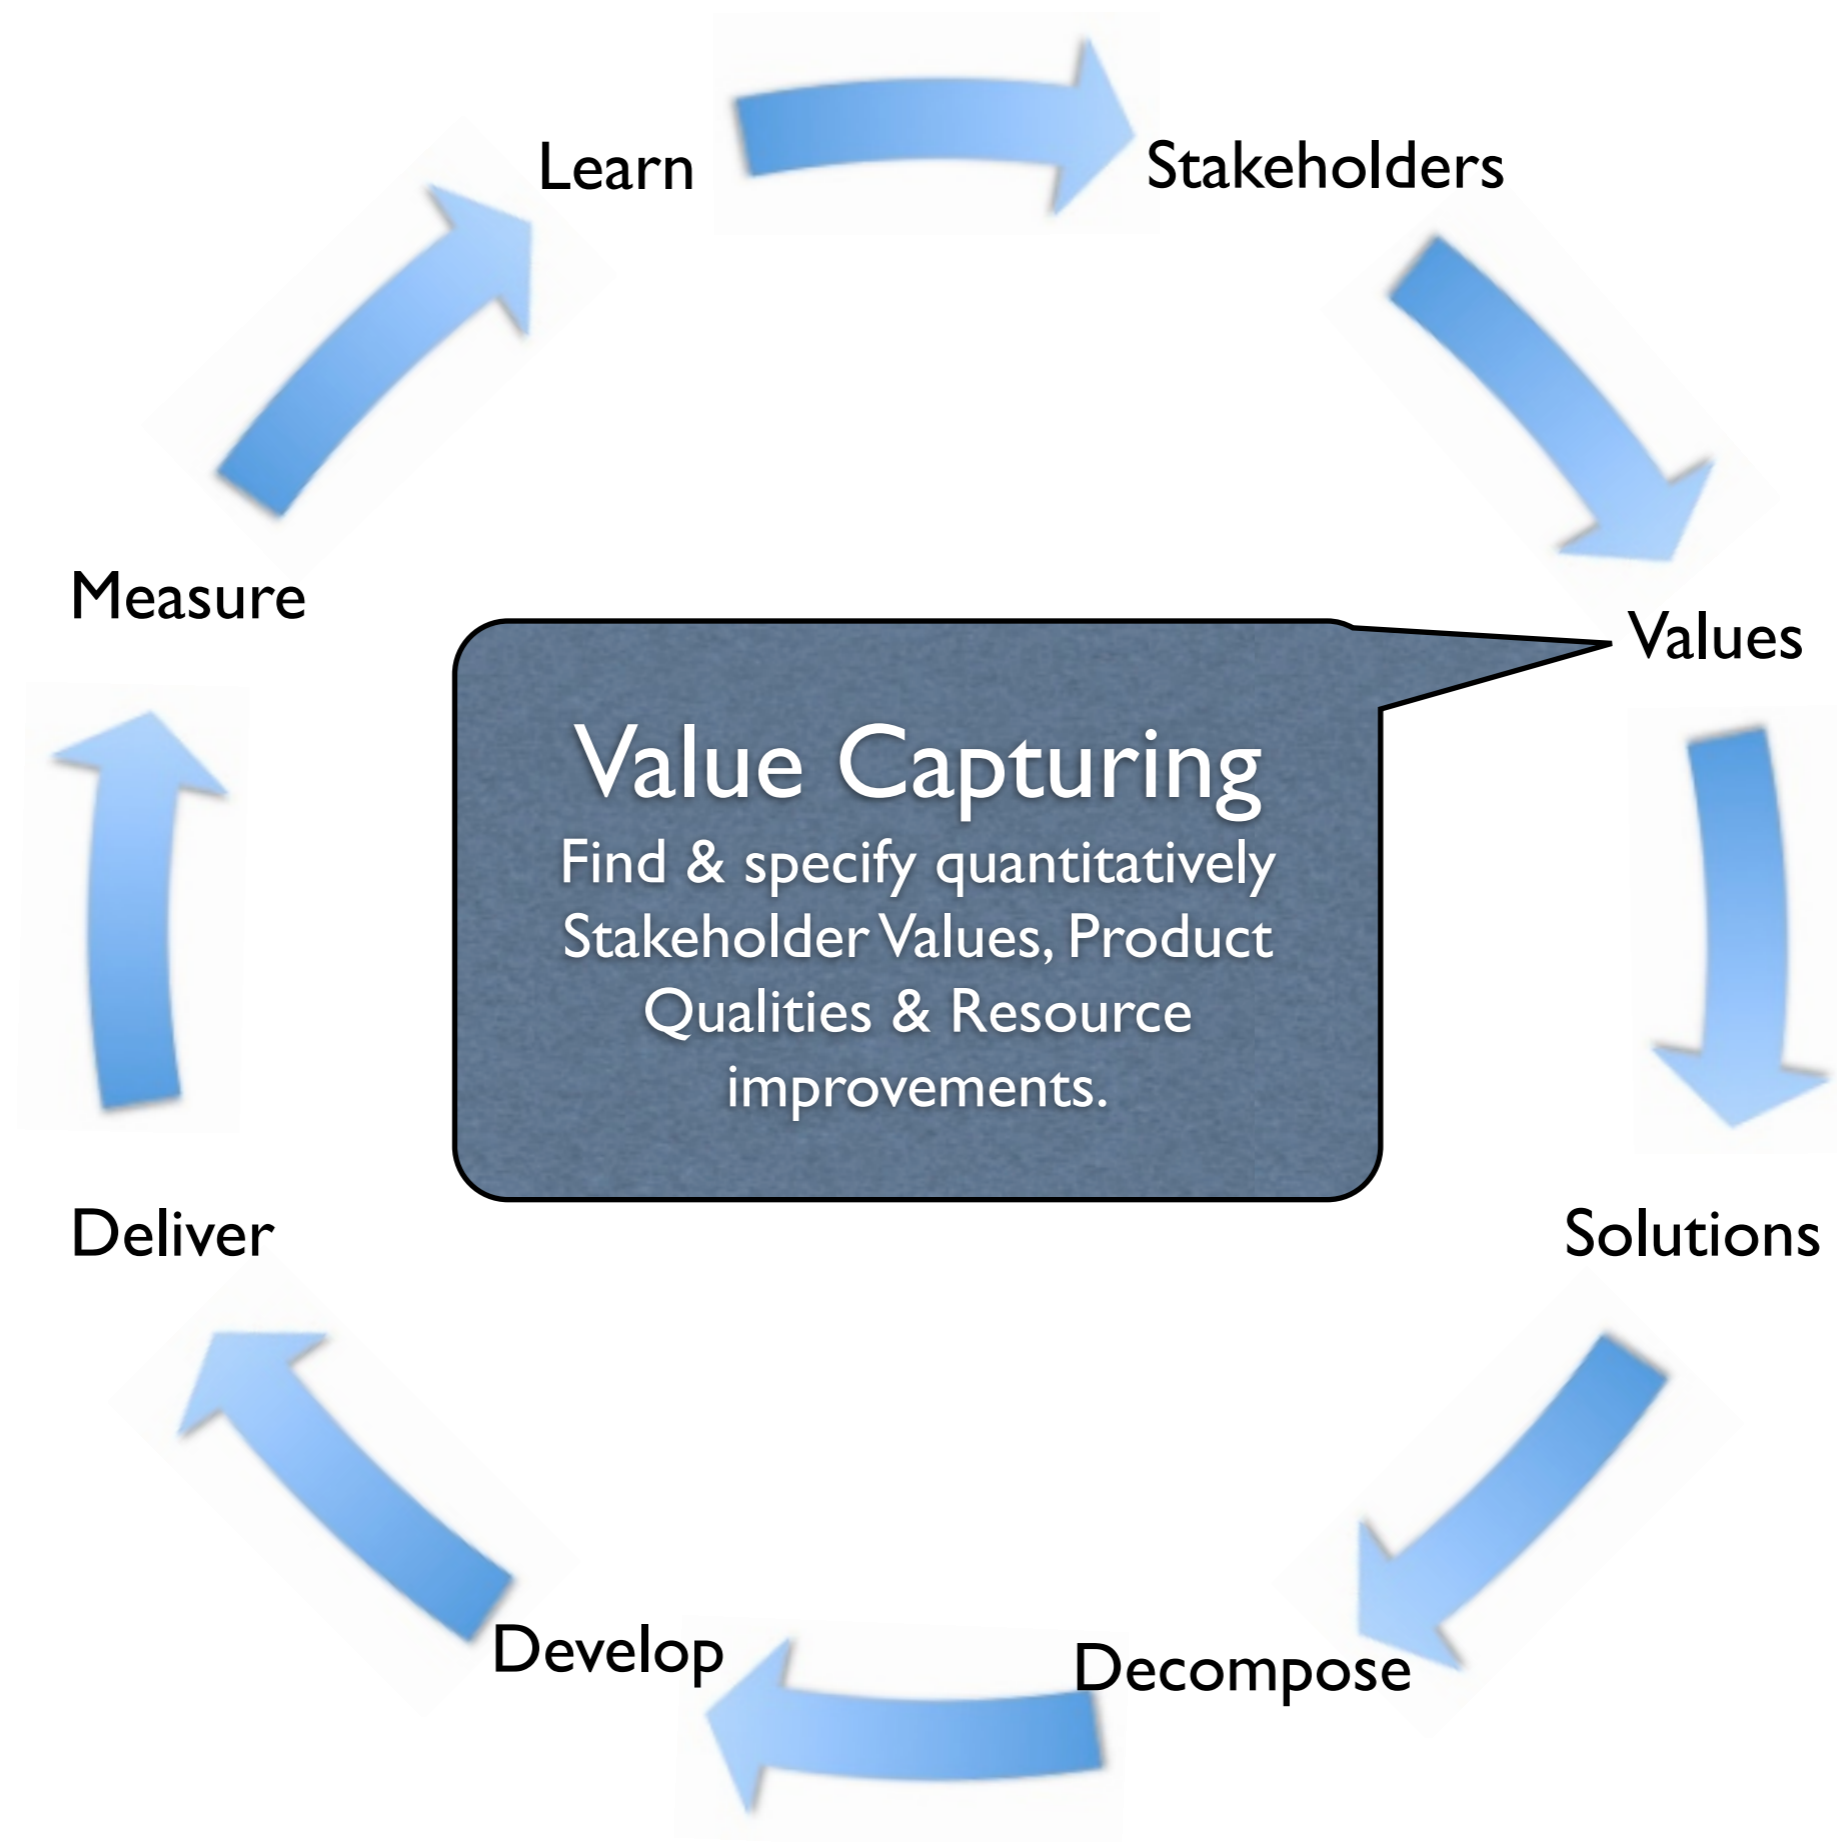 Learn
Stakeholders
Measure
Values
Value Capturing
Find & specify quantitatively
Stakeholder Values, Product
Qualities & Resource
improvements.
Deliver
Solutions
Develop
Decompose